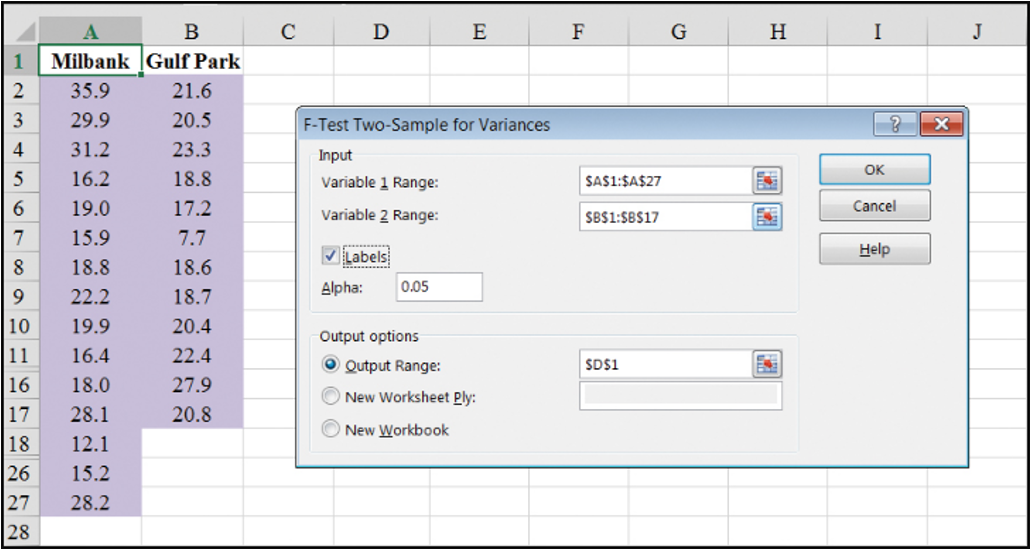 A B C D E F G H I J
1 Milbank Gulf Park
2 35.9 21.6
3 29.9 20.5
4 31.2 23.3
5 16.2 18.8
6 19.0 17.2
7 15.9 7.7
8 18.8 18.6
9 22.2 18.7
10 19.9 20.4
11 16.4 22.4
16 18.0 27.9
17 28.1 20.8
18 12.1
26 15.2
27 28.2
28
F-Test Two-Sample for Variances
?
Input
Variable 1 Range: $A$1:$A$27
Variable 2 Range: $B$1:$B$17
Labels
Alpha: 0.05
Output options
Output Range: $D$1
New Worksheet Ply:
New Workbook
OK
Cancel
Help